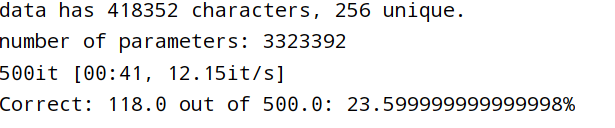 data has 418352 characters, 256 unique.
number of parameters: 3323392
500it [00:41, 12.15it/s]
Correct: 118.0 out of 500.0: 23.599999999999998%